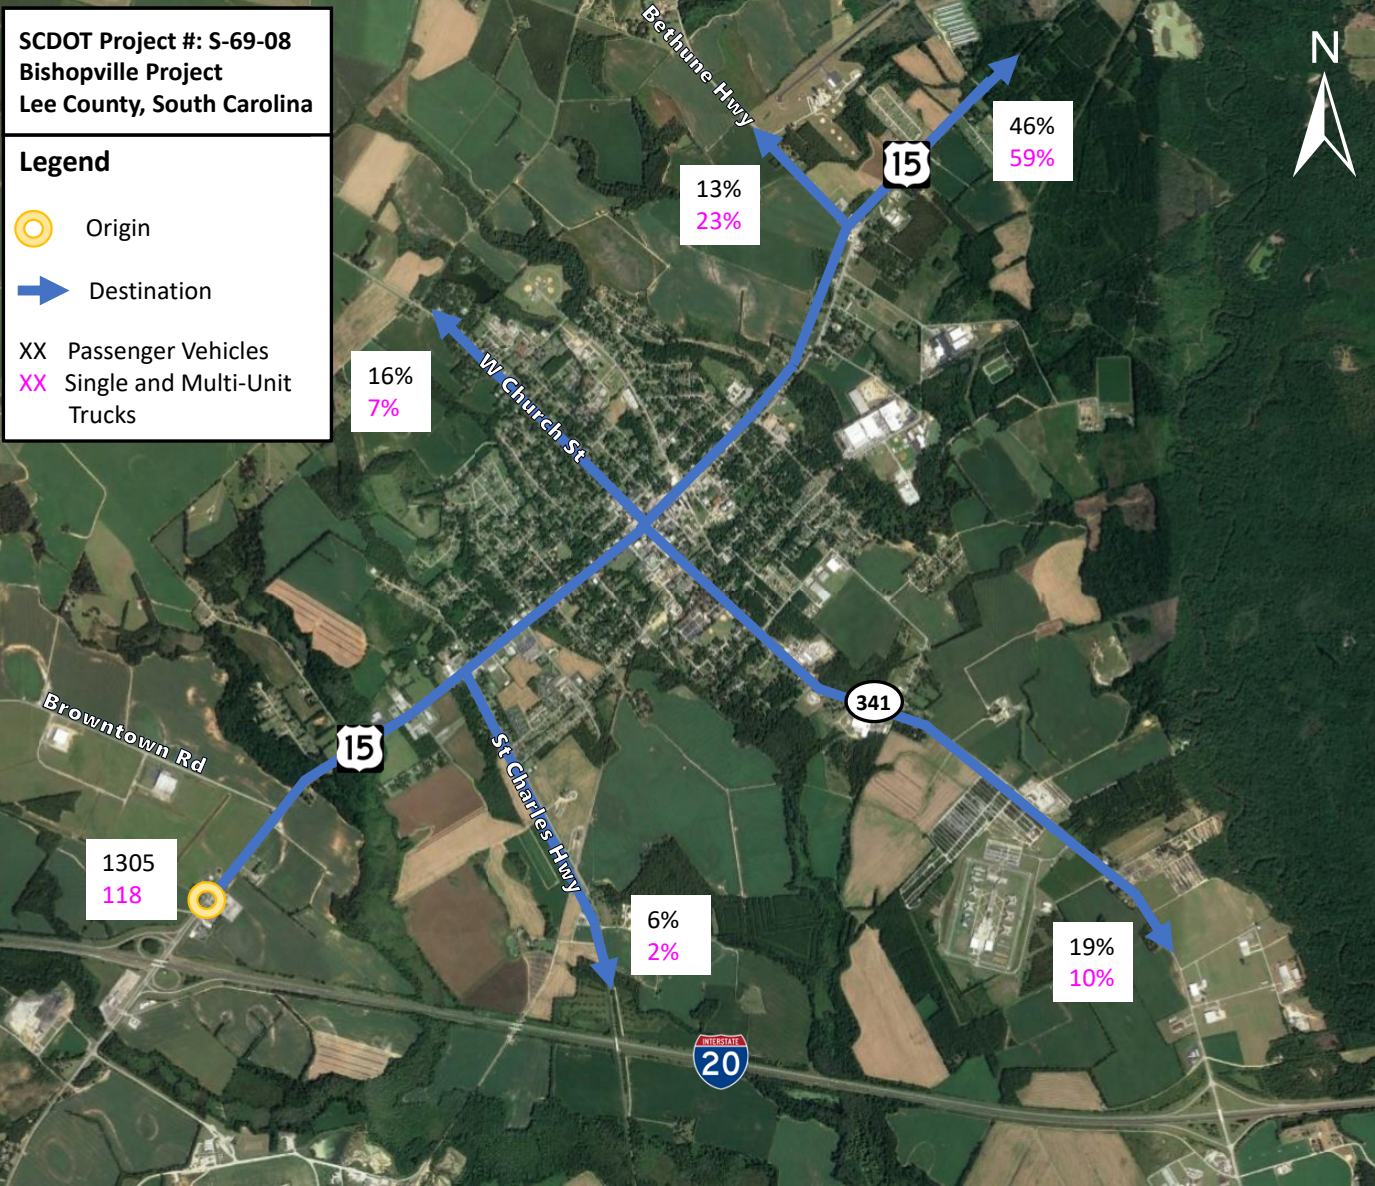 SCDOT Project #: S-69-08
Bishopville Project
Lee County, South Carolina
Legend
Origin
Destination
XX Passenger Vehicles
XX Single and Multi-Unit
Trucks
Bethune Hwy
N
46%
59%
15
13%
23%
16%
7%
W Church St
341
Browntown Rd
15
St Charles Hwy
1305
118
6%
2%
19%
10%
INTERSTATE
20